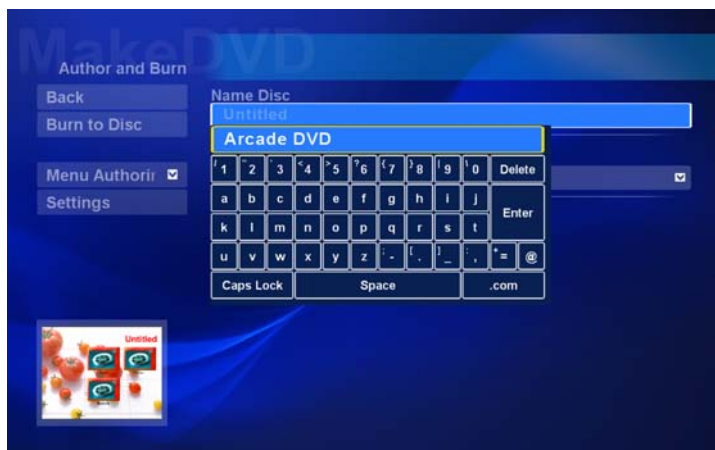 MakeDVD
Author and Burn
Back
Burn to Disc
Menu Authorir
Settings
Name Disc
Untitled
Arcade DVD
1 2 3 <4 >5 ?6 {7 }8 9 \0 Delete
a b c d e f g h i j
k l m n o p q r s t
Enter
u v w x y z ; - [ . ] _ : , += @
Caps Lock Space .com
Untitled